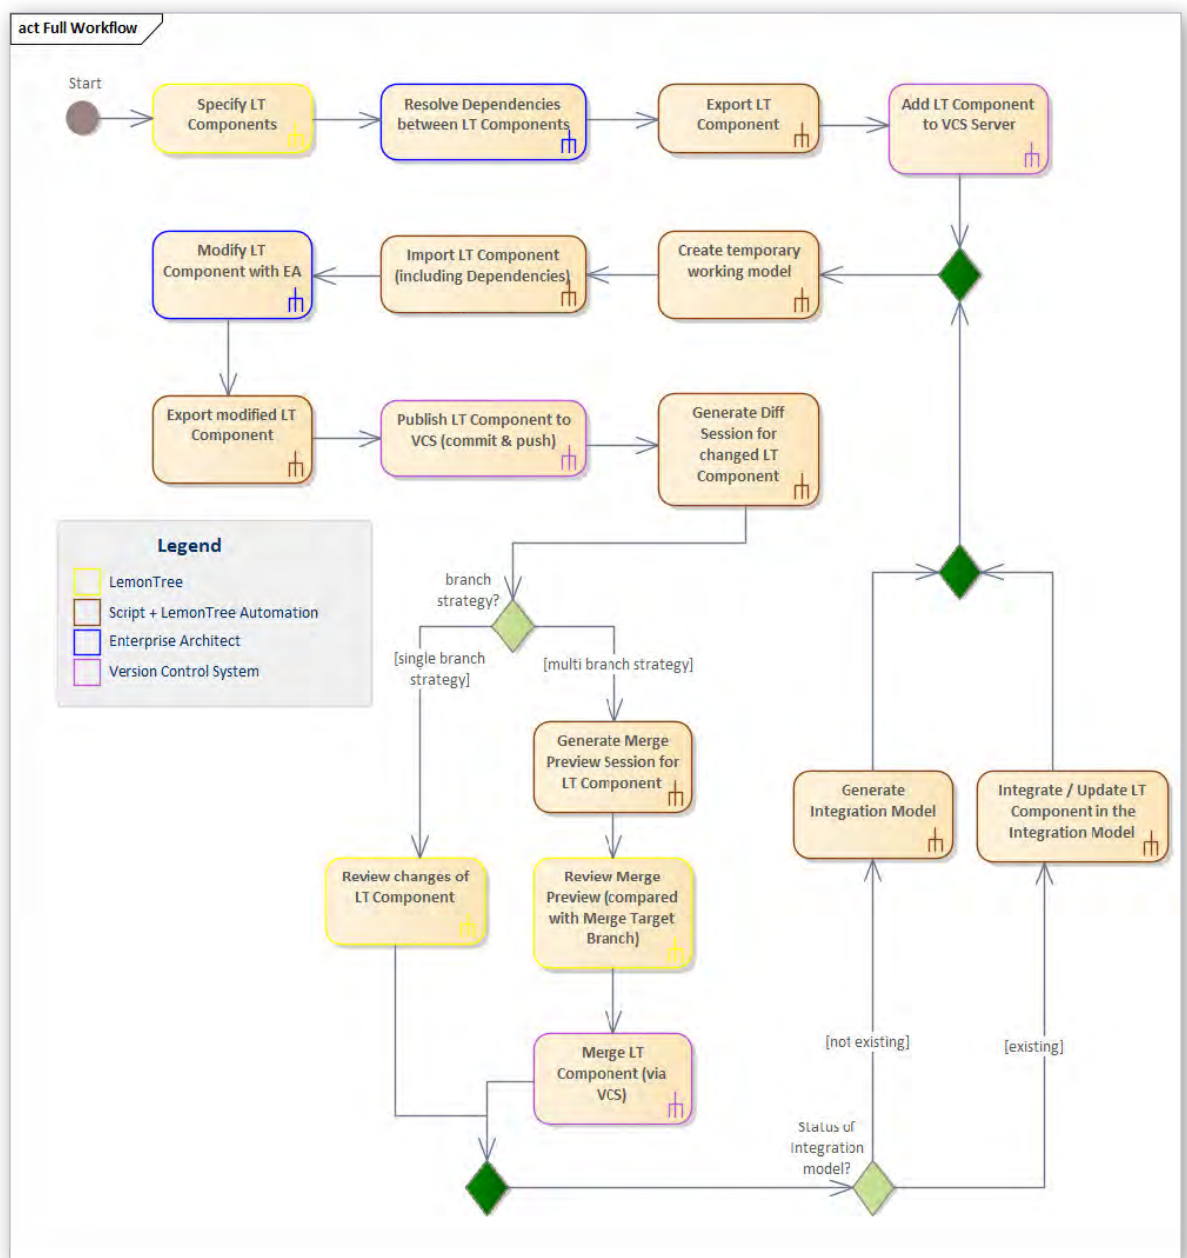 act Full Workflow
Start
Specify LT
Components
Resolve Dependencies
between LT Components
Export LT
Component
Add LT Component
to VCS Server
Modify LT
Component with EA
Import LT Component
(including Dependencies)
Create temporary
working model
Export modified LT
Component
Publish LT Component to
VCS (commit & push)
Generate Diff
Session for
changed LT
Component
Legend
LemonTree
Script + LemonTree Automation
Enterprise Architect
Version Control System
branch
strategy?
[single branch
strategy]
[multi branch strategy]
Generate Merge
Preview Session for
LT Component
Generate
Integration Model
Integrate / Update LT
Component in the
Integration Model
Review changes of
LT Component
Review Merge
Preview (compared
with Merge Target
Branch)
[not existing]
[existing]
Merge LT
Component (via
VCS)
Status of
Integration
model?